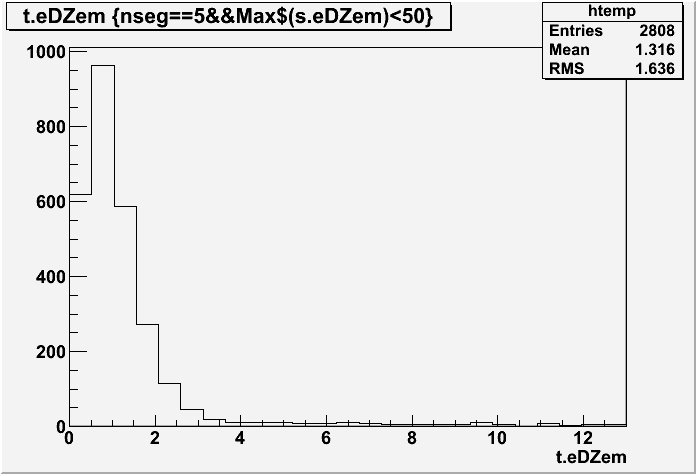 t.eDZem {nseg==5&&Max$(s.eDZem)<50}
htemp
Entries 2808
Mean 1.316
RMS 1.636
1000
800
600
400
200
0
0 2 4 6 8 10 12
t.eDZem